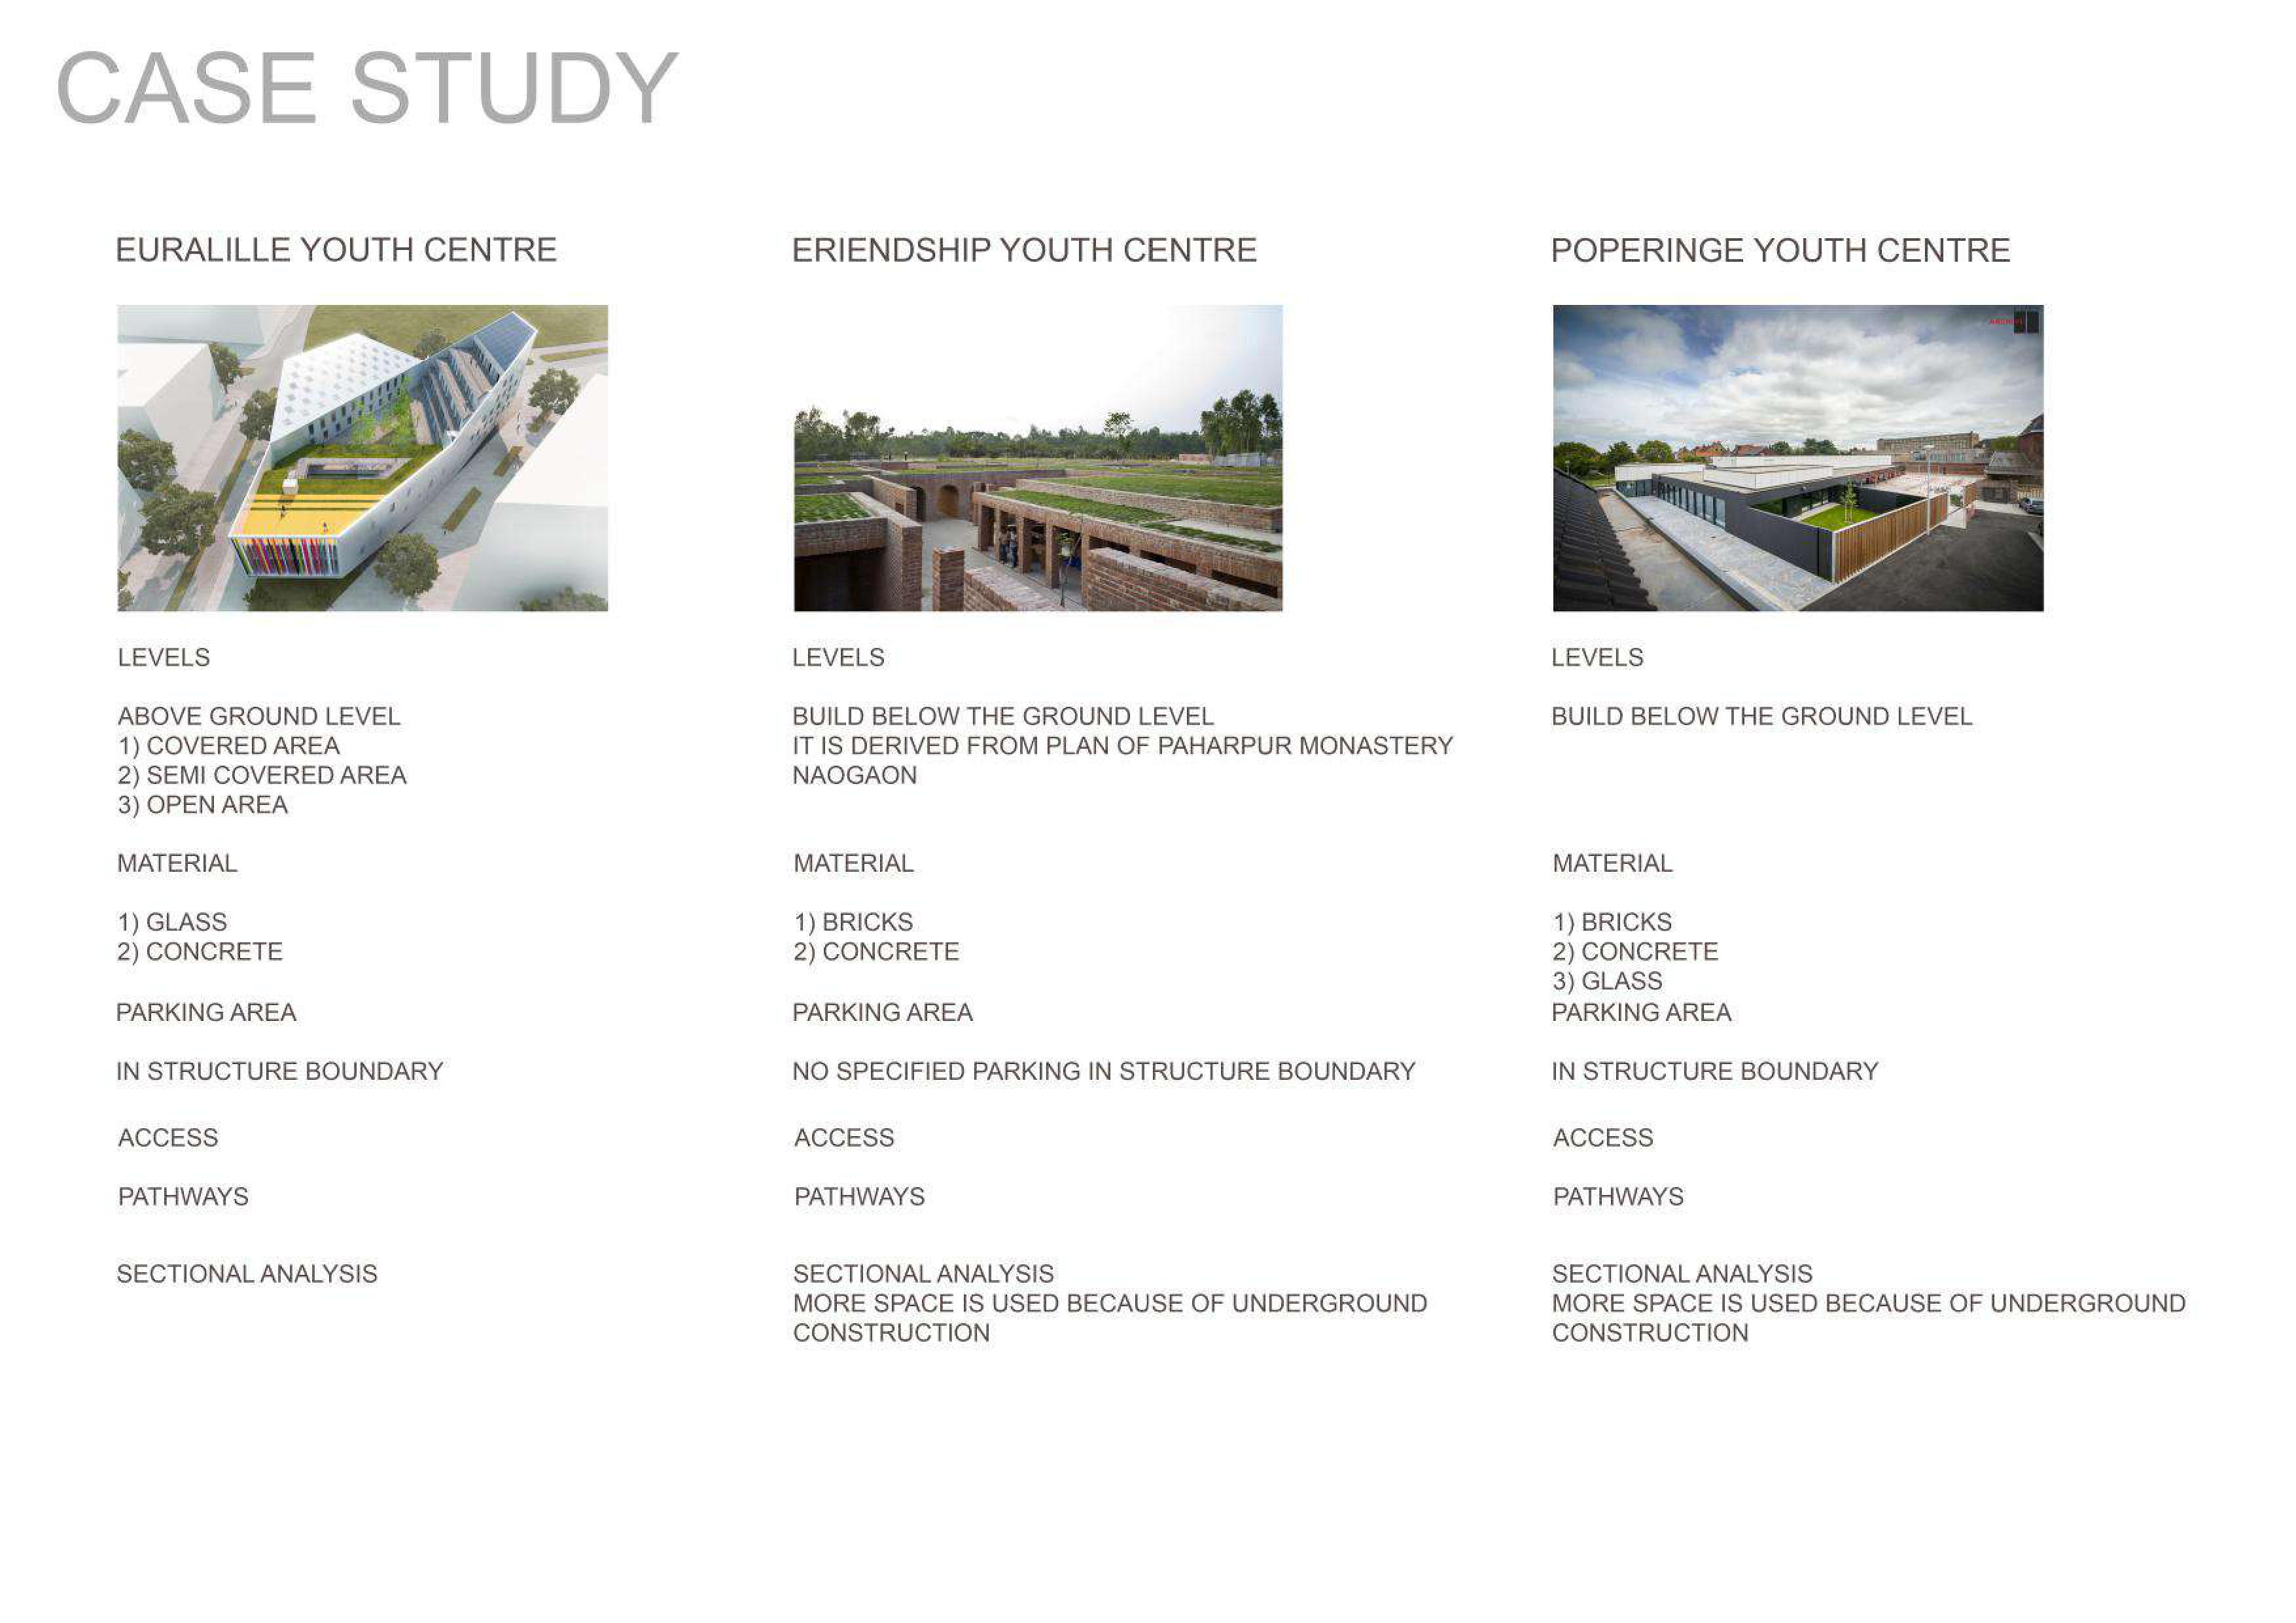 CASE STUDY
EURALILLE YOUTH CENTRE
LEVELS
ABOVE GROUND LEVEL
1) COVERED AREA
2) SEMI COVERED AREA
3) OPEN AREA
MATERIAL
1) GLASS
2) CONCRETE
PARKING AREA
IN STRUCTURE BOUNDARY
ACCESS
PATHWAYS
SECTIONAL ANALYSIS
ERIENDSHIP YOUTH CENTRE
LEVELS
BUILD BELOW THE GROUND LEVEL
IT IS DERIVED FROM PLAN OF PAHARPUR MONASTERY
NAOGAON
MATERIAL
1) BRICKS
2) CONCRETE
PARKING AREA
NO SPECIFIED PARKING IN STRUCTURE BOUNDARY
ACCESS
PATHWAYS
SECTIONAL ANALYSIS
MORE SPACE IS USED BECAUSE OF UNDERGROUND
CONSTRUCTION
POPERINGE YOUTH CENTRE
LEVELS
BUILD BELOW THE GROUND LEVEL
MATERIAL
1) BRICKS
2) CONCRETE
3) GLASS
PARKING AREA
IN STRUCTURE BOUNDARY
ACCESS
PATHWAYS
SECTIONAL ANALYSIS
MORE SPACE IS USED BECAUSE OF UNDERGROUND
CONSTRUCTION